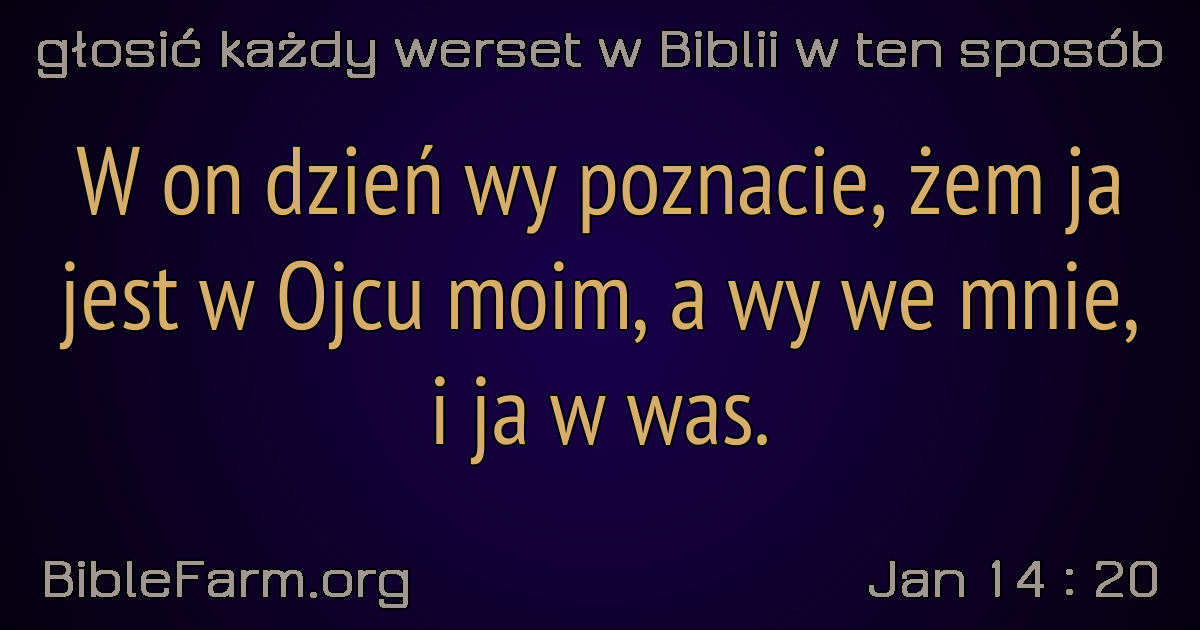 głosić każdy werset w Biblii w ten sposób
W on dzień wy poznacie, żem ja
jest w Ojcu moim, a wy we mnie,
i ja w was.
BibleFarm.org
Jan 14 : 20